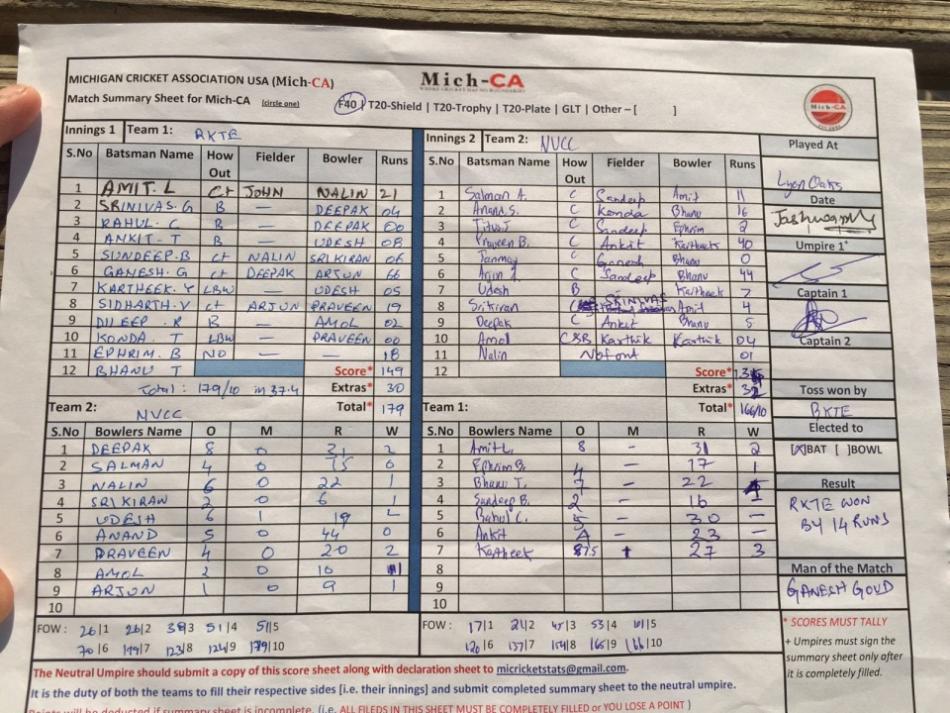 MICHIGAN CRICKET ASSOCIATION USA (Mich-CA)
Mich-CA
Match Summary Sheet for Mich-CA (circle one) F40 | T20-Shield | T20-Trophy | T20-Plate | GLT | Other – [ ]
Mich-CA
Innings 1 Team 1: RKTE
S.No Batsman Name How Out Fielder Bowler Runs
1 AMIT. L Ct JOHN NALIN 21
2 SRINIVAS. G B — DEEPAK 04
3 RAHUL. C B — DEEPAK 00
4 ANKIT. T B — UDESH 08
5 SUNDEEP. B ct NALIN SRIKIRAN 06
6 GANESH. G ct DEEPAK ARJUN 66
7 KARTHEEK. Y LBW — UDESH 05
8 SIDHARTH. V ct ARJUN PRAVEEN 19
9 DILEEP. R B — AMOL 02
10 KONDA. T LBW — PRAVEEN 00
11 EPHRIM. B NO — — 18
12 BHANU T Score* 149
Total: 179/10 in 37.4 Extras* 30
Total* 179
Innings 2 Team 2: NVCC
S.No Batsman Name How Out Fielder Bowler Runs
1 Salman A. C Sandeep Amit 11
2 Anand S. C Konda Bhanu 16
3 Titus J C Sandeep Ephrim 2
4 Praveen B. C Ankit Kartheek 40
5 Tanmay C Ganesh Bhanu 0
6 Arjun C Sandeep Bhanu 44
7 Udesh B Kartheek 7
8 Srikiran SRINIVAS Amit 4
9 Deepak C Ankit Bhanu 5
10 Amol C&B Karthik Karthik 04
11 Nalin Notout 01
12 Score*
Extras* 32
Total* 166/10
Played At
Lyon Oaks
Date
Umpire 1*
Captain 1
Captain 2
Toss won by
RKTE
Elected to
[X]BAT [ ]BOWL
Result
RKTE WON
BY 14 RUNS
Man of the Match
GANESH GOUD
* SCORES MUST TALLY
+ Umpires must sign the
summary sheet only after
it is completely filled.
Team 2: NVCC
S.No Bowlers Name O M R W
1 DEEPAK 8 0 31 2
2 SALMAN 4 0 15 0
3 NALIN 6 0 22 1
4 SRIKIRAN 2 0 6 1
5 UDESH 6 1 19 2
6 ANAND 5 0 44 0
7 PRAVEEN 4 0 20 2
8 AMOL 2 0 10 1
9 ARJUN 1 0 9 1
10
FOW : 26|1 26|2 38|3 51|4 51|5
70|6 119|7 123|8 124|9 179|10
Team 1:
S.No Bowlers Name O M R W
1 Amit L. 8 — 31 2
2 Ephrim B. 4 — 17 1
3 Bhanu T. 7 — 22
4 Sandeep B. 2 — 16 1
5 Rahul C. 5 — 30 —
6 Ankit 4 — 23 —
7 Kartheek 27 3
8
9
10
FOW : 17|1 21|2 45|3 53|4 101|5
120|6 137|7 154|8 165|9 166|10
The Neutral Umpire should submit a copy of this score sheet along with declaration sheet to micricketstats@gmail.com.
It is the duty of both the teams to fill their respective sides [i.e. their innings] and submit completed summary sheet to the neutral umpire.
Points will be deducted if summary sheet is incomplete. (i.e. ALL FILEDS IN THIS SHEET MUST BE COMPLETELY FILLED or YOU LOSE A POINT )